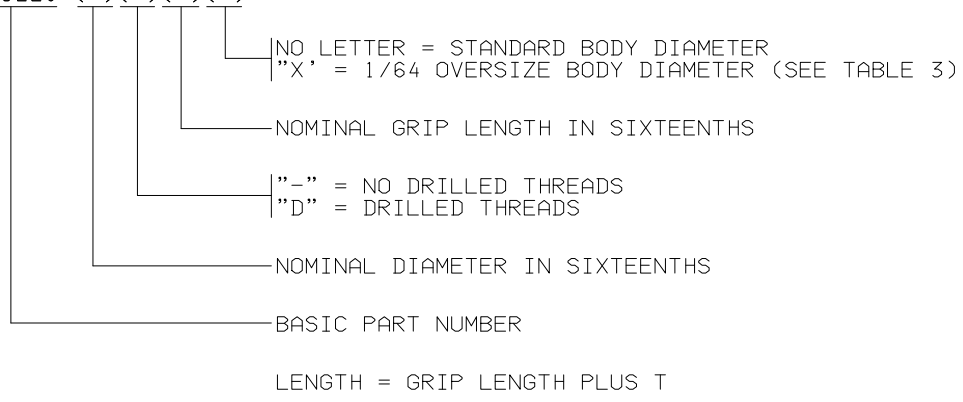 NO LETTER = STANDARD BODY DIAMETER
"X' = 1/64 OVERSIZE BODY DIAMETER (SEE TABLE 3)
NOMINAL GRIP LENGTH IN SIXTEENTHS
"-" = NO DRILLED THREADS
"D" = DRILLED THREADS
NOMINAL DIAMETER IN SIXTEENTHS
BASIC PART NUMBER
LENGTH = GRIP LENGTH PLUS T